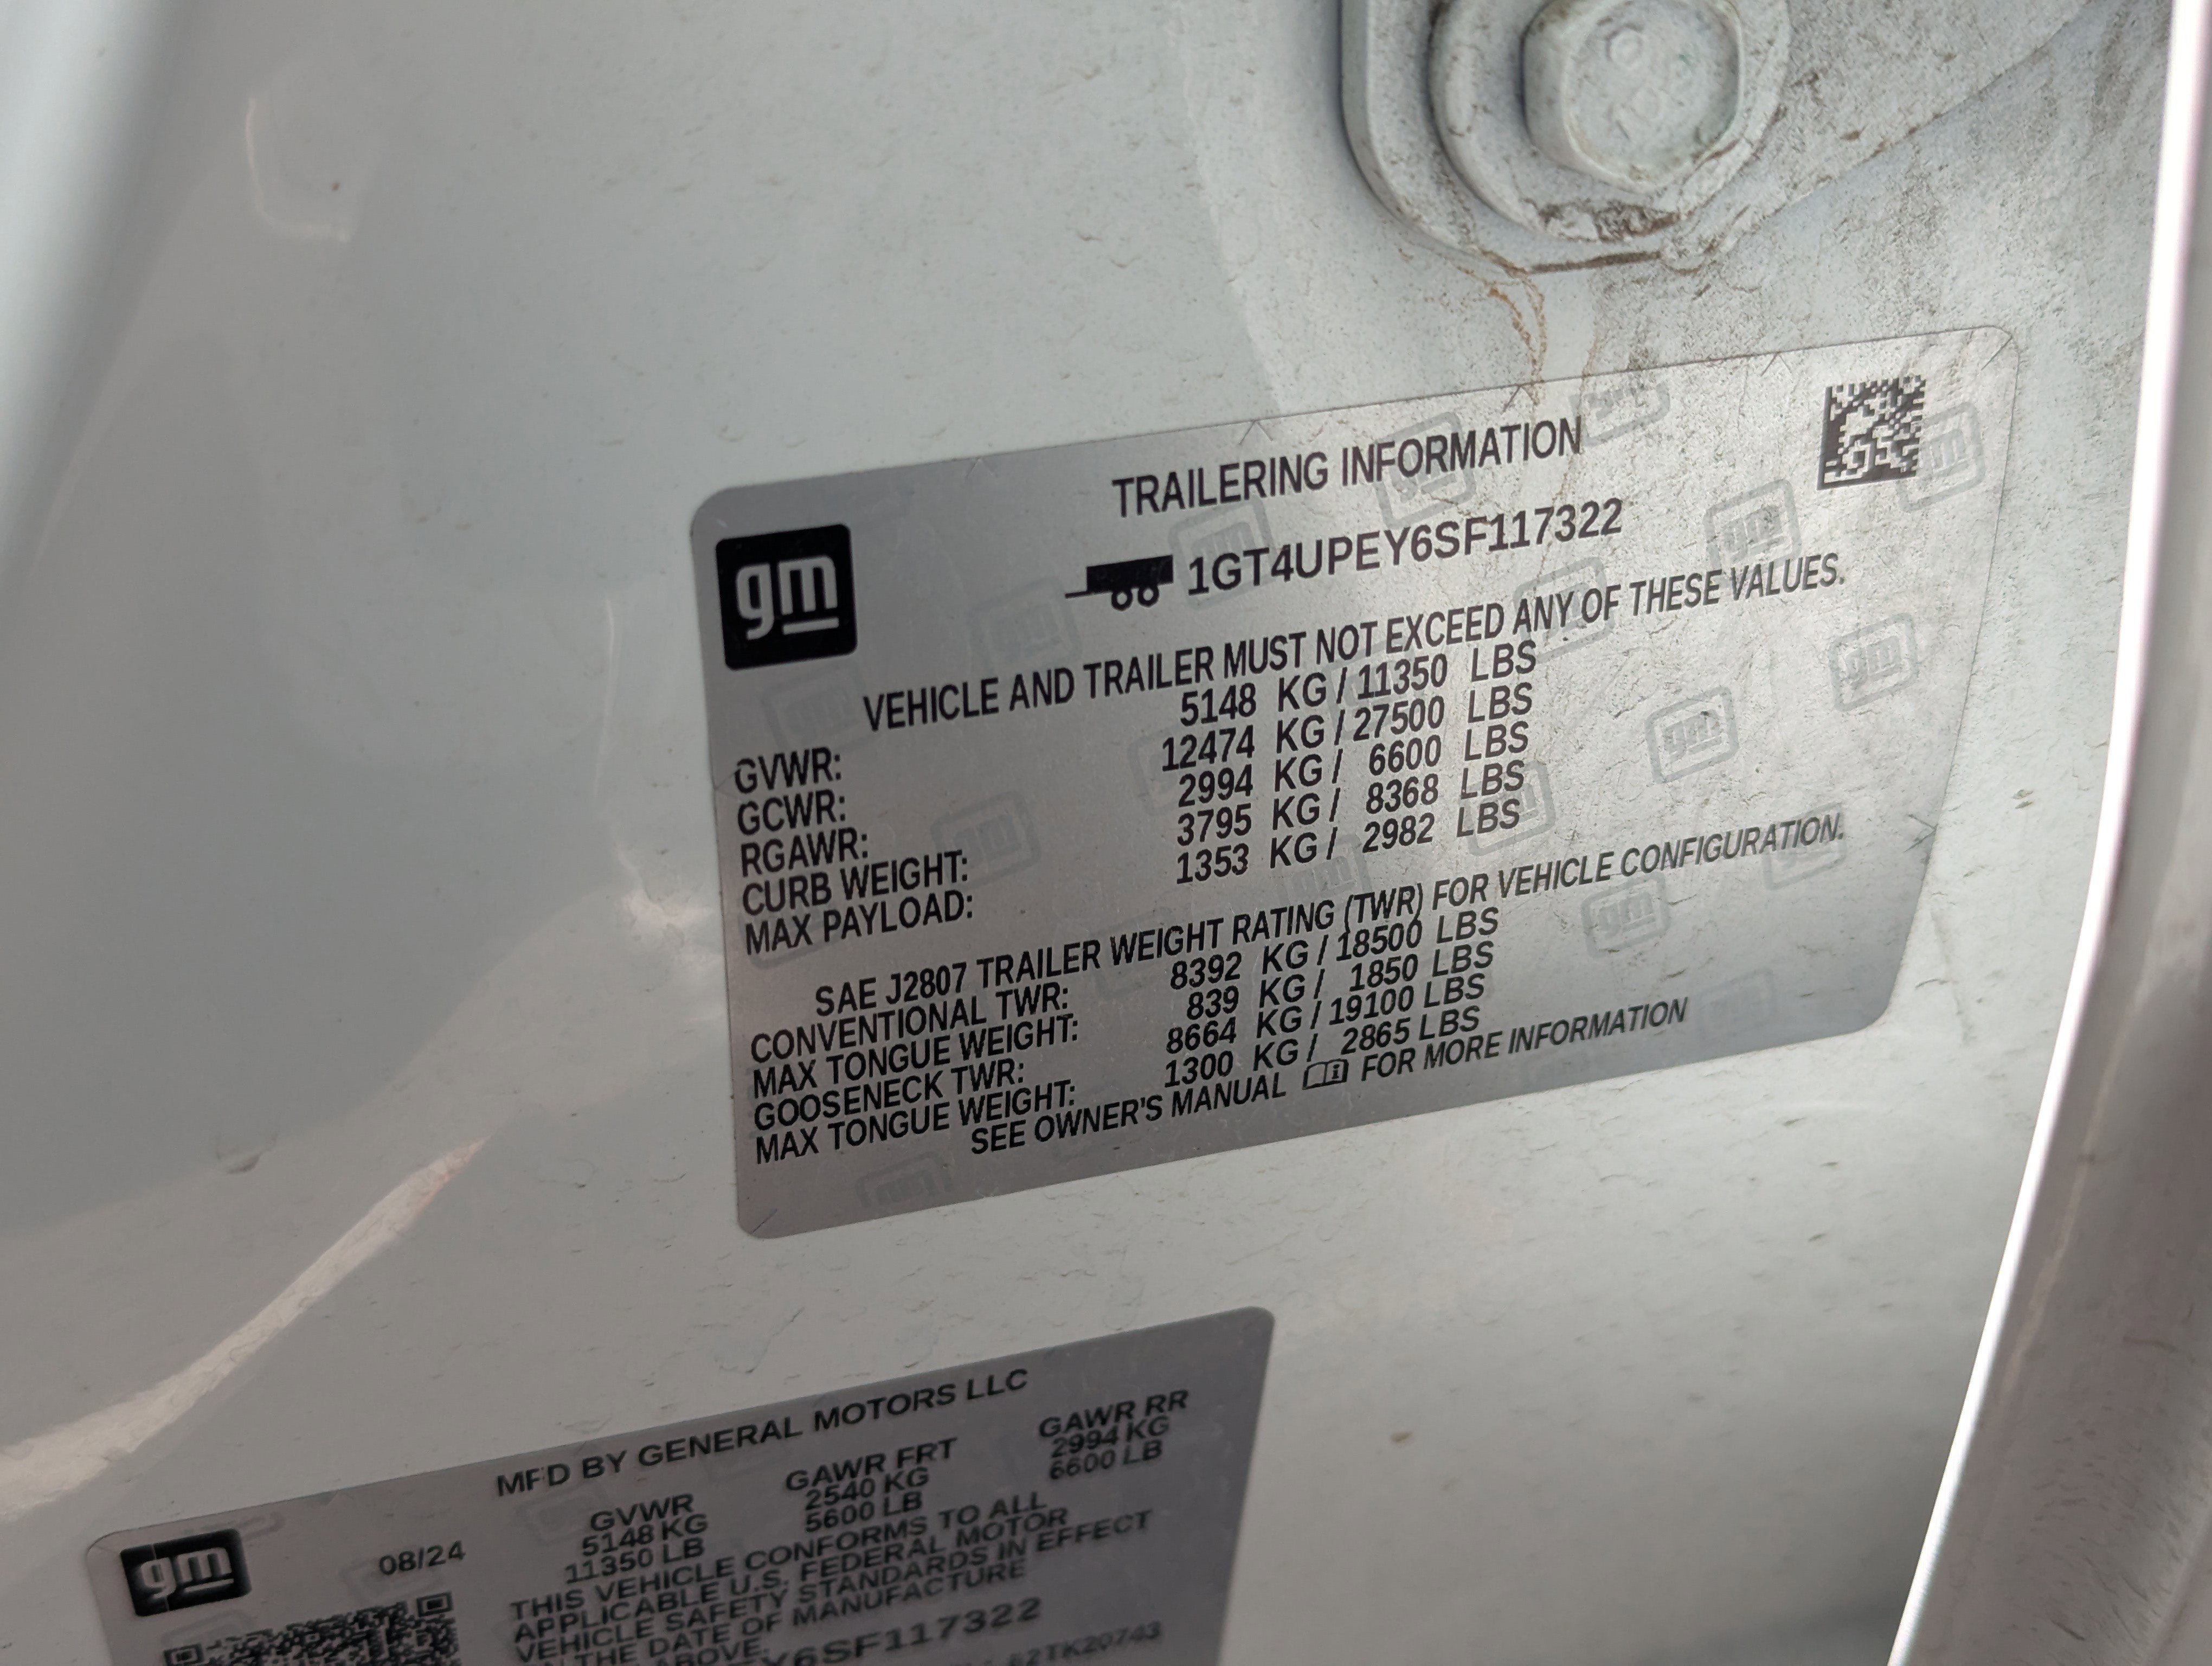 TRAILERING INFORMATION
gm
1GT4UPEY6SF117322
VEHICLE AND TRAILER MUST NOT EXCEED ANY OF THESE VALUES.
GVWR: 5148 KG / 11350 LBS
GCWR: 12474 KG / 27500 LBS
RGAWR: 2994 KG / 6600 LBS
CURB WEIGHT: 3795 KG / 8368 LBS
MAX PAYLOAD: 1353 KG / 2982 LBS
SAE J2807 TRAILER WEIGHT RATING (TWR) FOR VEHICLE CONFIGURATION.
CONVENTIONAL TWR: 8392 KG / 18500 LBS
MAX TONGUE WEIGHT: 839 KG / 1850 LBS
GOOSENECK TWR: 8664 KG / 19100 LBS
MAX TONGUE WEIGHT: 1300 KG / 2865 LBS
SEE OWNER'S MANUAL FOR MORE INFORMATION
MFD BY GENERAL MOTORS LLC
gm
08/24
GVWR GAWR FRT GAWR RR
5148 KG 2540 KG 2994 KG
11350 LB 5600 LB 6600 LB
THIS VEHICLE CONFORMS TO ALL
APPLICABLE U.S. FEDERAL MOTOR
VEHICLE SAFETY STANDARDS IN EFFECT
ON THE DATE OF MANUFACTURE
ABOVE.
Y6SF117322
62TK20743